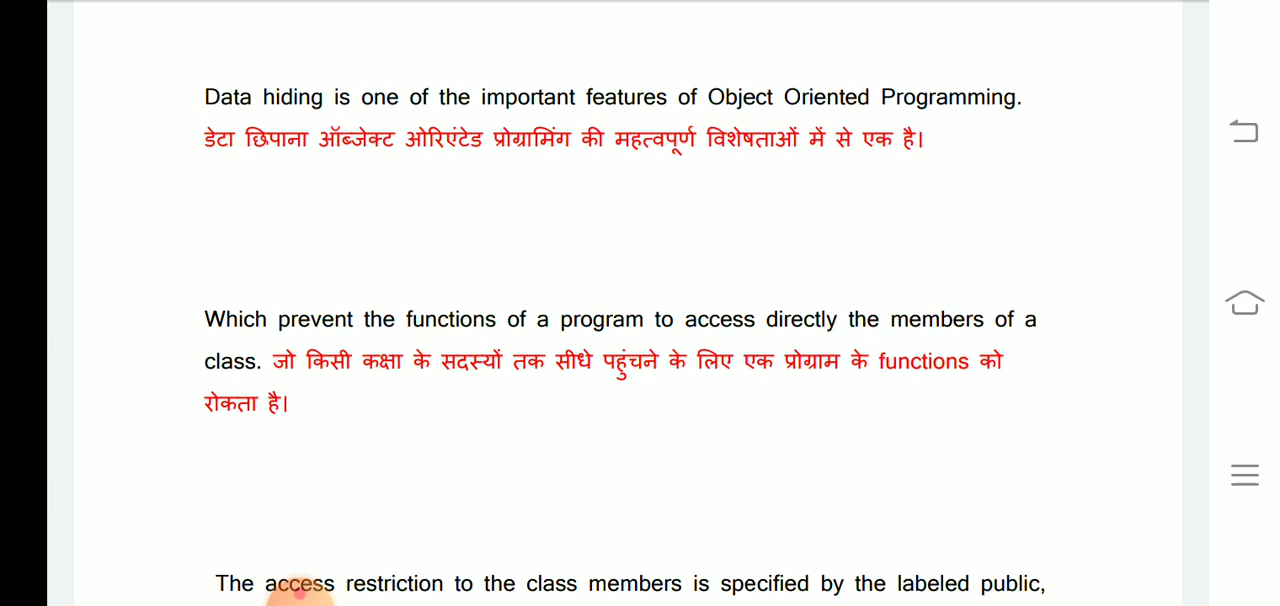 Data hiding is one of the important features of Object Oriented Programming.
डेटा छिपाना ऑब्जेक्ट ओरिएंटेड प्रोग्रामिंग की महत्वपूर्ण विशेषताओं में से एक है।
Which prevent the functions of a program to access directly the members of a
class. जो किसी कक्षा के सदस्यों तक सीधे पहुंचने के लिए एक प्रोग्राम के functions को
रोकता है।
The access restriction to the class members is specified by the labeled public,